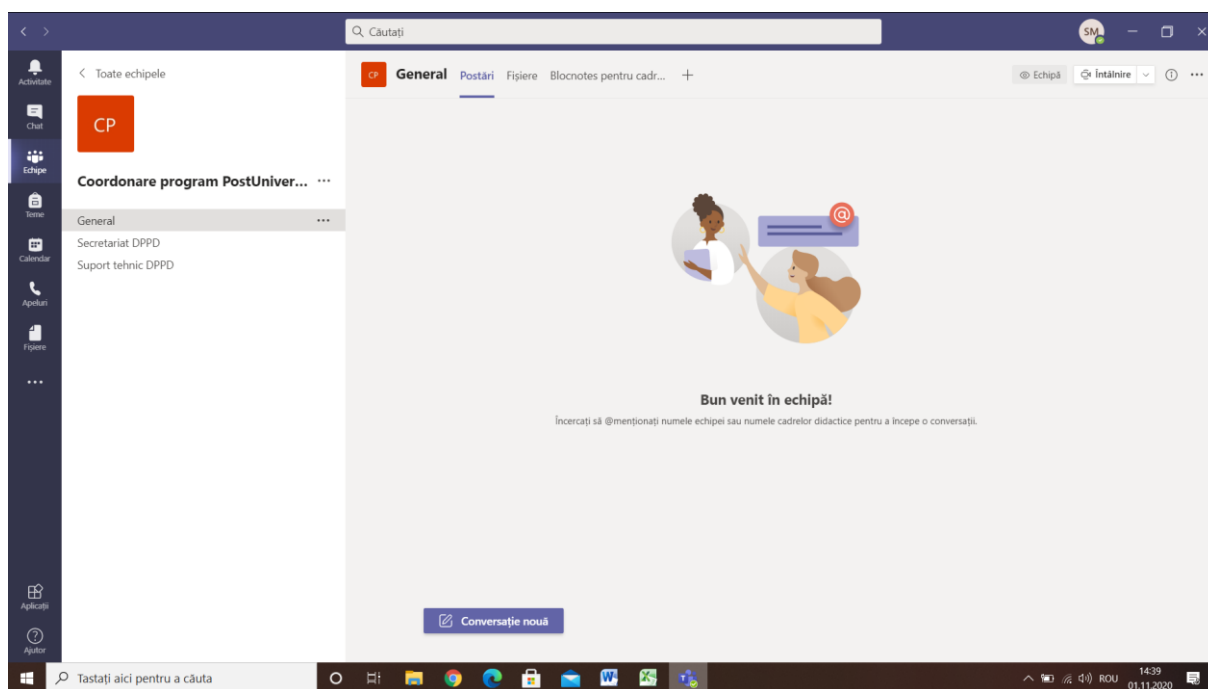 Căutați
SM
Activitate
Chat
Echipe
Teme
Calendar
Apeluri
Fișiere
Aplicații
Ajutor
Toate echipele
CP
Coordonare program PostUniver...
General
Secretariat DPPD
Suport tehnic DPPD
CP General Postări Fișiere Blocnotes pentru cadr...
Echipă Întâlnire
@
Bun venit în echipă!
Încercați să @menționați numele echipei sau numele cadrelor didactice pentru a începe o conversații.
Conversație nouă
Tastați aici pentru a căuta
ROU
14:39
01.11.2020